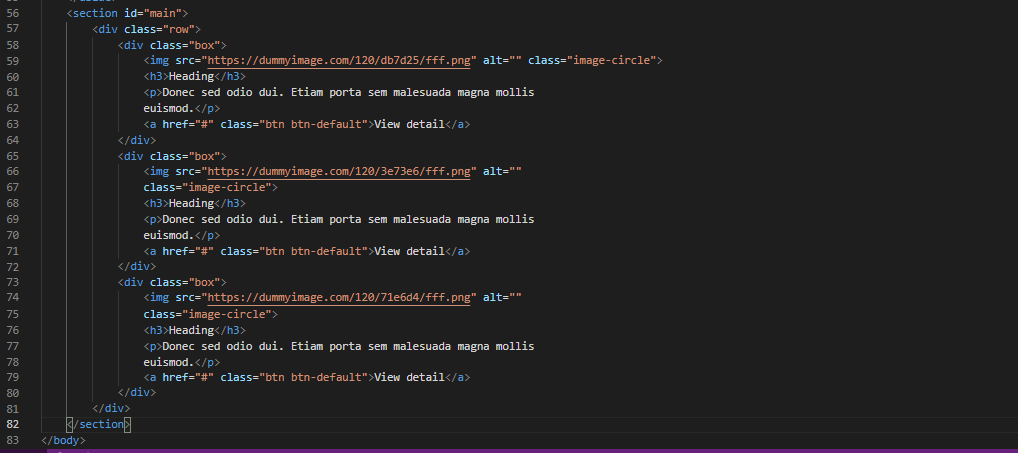 56 <section id="main">
57 <div class="row">
58 <div class="box">
59 <img src="https://dummyimage.com/120/db7d25/fff.png" alt="" class="image-circle">
60 <h3>Heading</h3>
61 <p>Donec sed odio dui. Etiam porta sem malesuada magna mollis
62 euismod.</p>
63 <a href="#" class="btn btn-default">View detail</a>
64 </div>
65 <div class="box">
66 <img src="https://dummyimage.com/120/3e73e6/fff.png" alt=""
67 class="image-circle">
68 <h3>Heading</h3>
69 <p>Donec sed odio dui. Etiam porta sem malesuada magna mollis
70 euismod.</p>
71 <a href="#" class="btn btn-default">View detail</a>
72 </div>
73 <div class="box">
74 <img src="https://dummyimage.com/120/71e6d4/fff.png" alt=""
75 class="image-circle">
76 <h3>Heading</h3>
77 <p>Donec sed odio dui. Etiam porta sem malesuada magna mollis
78 euismod.</p>
79 <a href="#" class="btn btn-default">View detail</a>
80 </div>
81 </div>
82 </section>
83 </body>